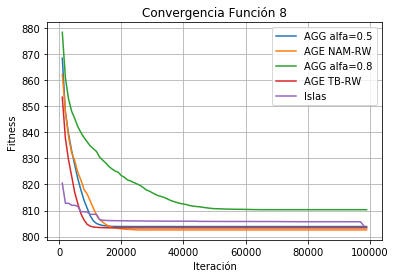 Convergencia Función 8
880
870
860
850
840
830
820
810
800
Fitness
AGG alfa=0.5
AGE NAM-RW
AGG alfa=0.8
AGE TB-RW
Islas
0 20000 40000 60000 80000 100000
Iteración